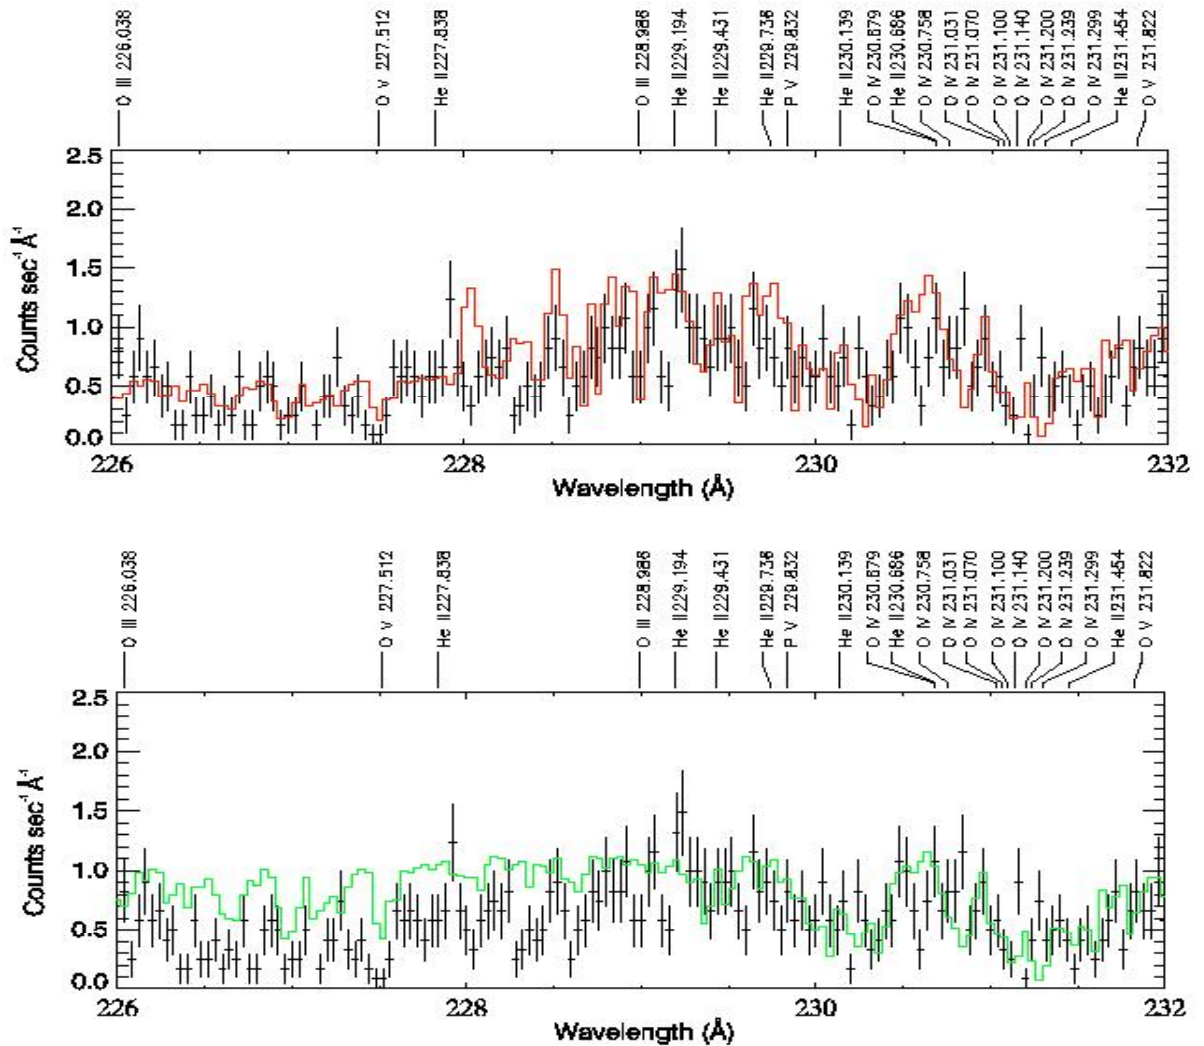 O III 226.038
O V 227.512
He II 227.838
O III 228.986
He II 229.194
He II 229.431
He II 229.736
P V 229.832
He II 230.139
O IV 230.679
He II 230.686
O IV 230.758
O IV 231.031
O IV 231.070
O IV 231.100
O IV 231.140
O IV 231.200
O IV 231.239
O IV 231.299
He II 231.454
O V 231.822
2.5
2.0
1.5
1.0
0.5
0.0
Counts sec⁻¹ Å⁻¹
226 228 230 232
Wavelength (Å)
O III 226.038
O V 227.512
He II 227.838
O III 228.986
He II 229.194
He II 229.431
He II 229.736
P V 229.832
He II 230.139
O IV 230.679
He II 230.686
O IV 230.758
O IV 231.031
O IV 231.070
O IV 231.100
O IV 231.140
O IV 231.200
O IV 231.239
O IV 231.299
He II 231.454
O V 231.822
2.5
2.0
1.5
1.0
0.5
0.0
Counts sec⁻¹ Å⁻¹
226 228 230 232
Wavelength (Å)